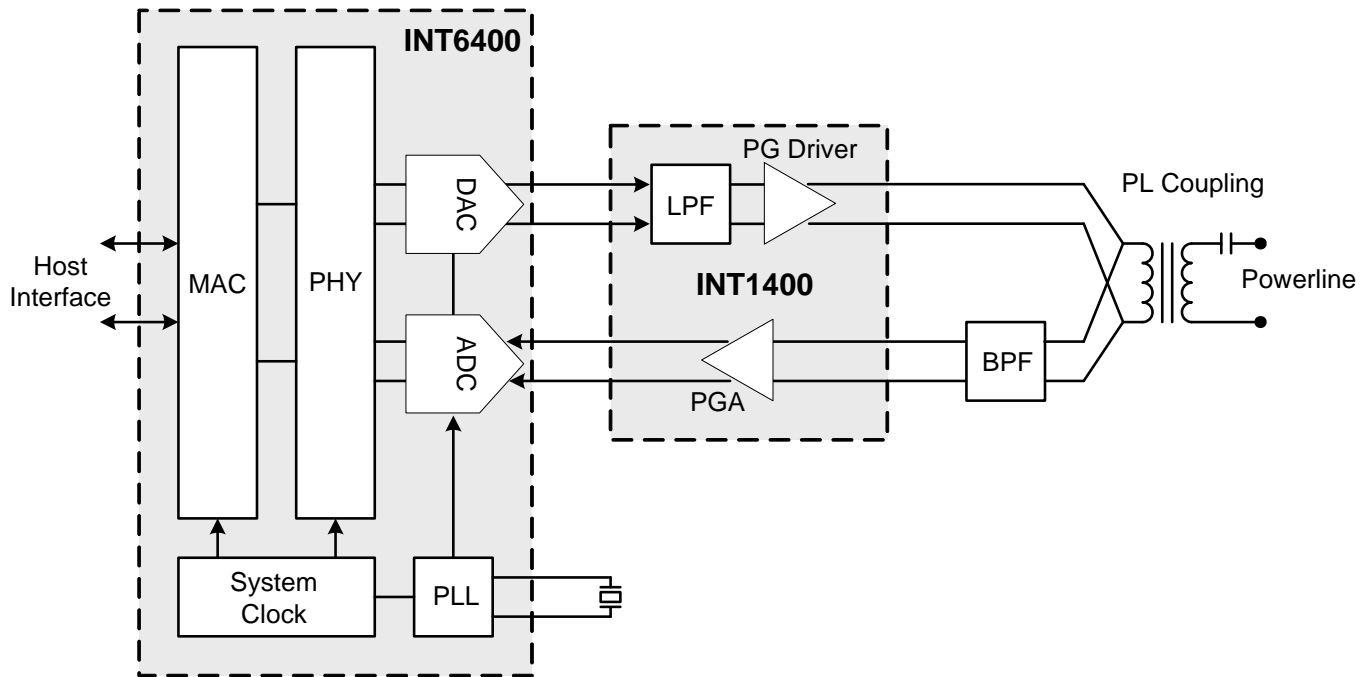 INT6400
PG Driver
PL Coupling
DAC
LPF
Host
Interface
MAC
PHY
INT1400
Powerline
ADC
PGA
BPF
System
Clock
PLL